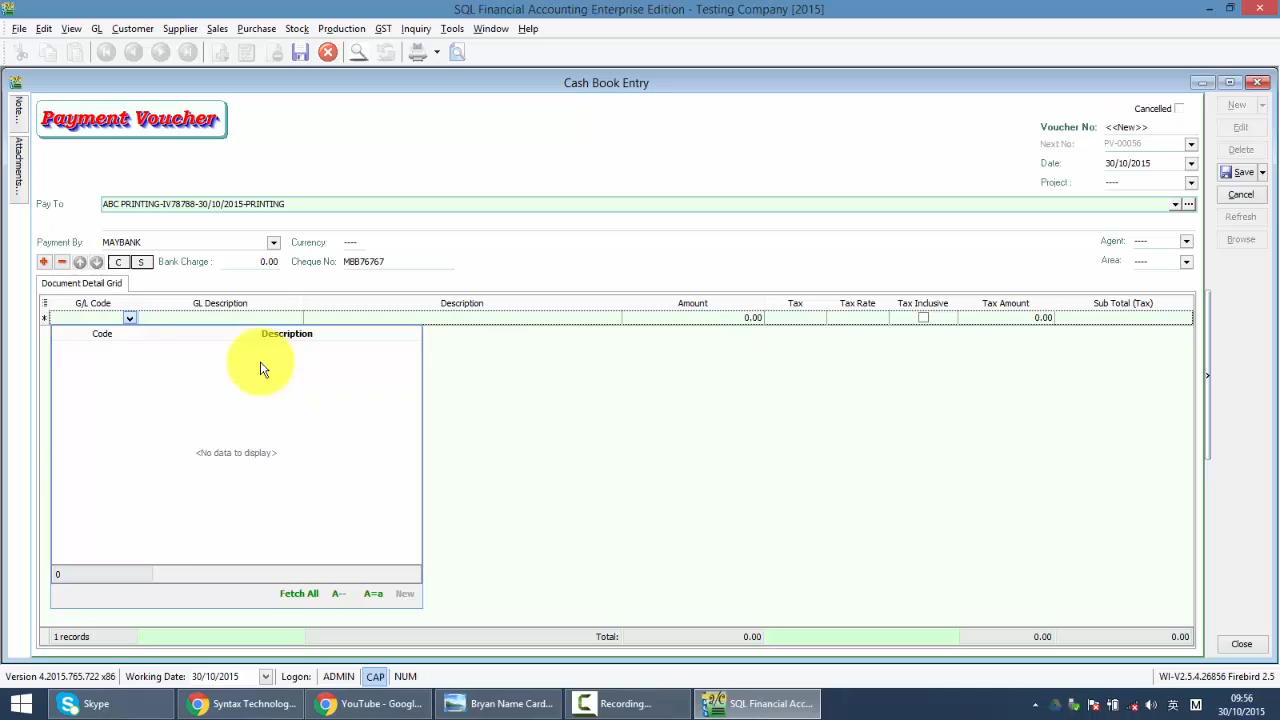 SQL Financial Accounting Enterprise Edition - Testing Company [2015]
File Edit View GL Customer Supplier Sales Purchase Stock Production GST Inquiry Tools Window Help
Cash Book Entry
Note...
Attachments...
Payment Voucher
Cancelled
Voucher No: <<New>>
Next No: PV-00056
Date: 30/10/2015
Project : ----
New
Edit
Delete
Save
Cancel
Refresh
Browse
Pay To ABC PRINTING-IV78788-30/10/2015-PRINTING
Payment By: MAYBANK Currency: ---- Agent: ----
C S Bank Charge : 0.00 Cheque No: MBB76767 Area: ----
Document Detail Grid
G/L Code GL Description Description Amount Tax Tax Rate Tax Inclusive Tax Amount Sub Total (Tax)
0.00 0.00
Code Description
<No data to display>
0
Fetch All A-- A=a New
1 records Total: 0.00 0.00 0.00
Close
Version 4.2015.765.722 x86 Working Date: 30/10/2015 Logon: ADMIN CAP NUM WI-V2.5.4.26856 Firebird 2.5
Skype Syntax Technolog... YouTube - Googl... Bryan Name Card... Recording... SQL Financial Acc... M 09:56
30/10/2015